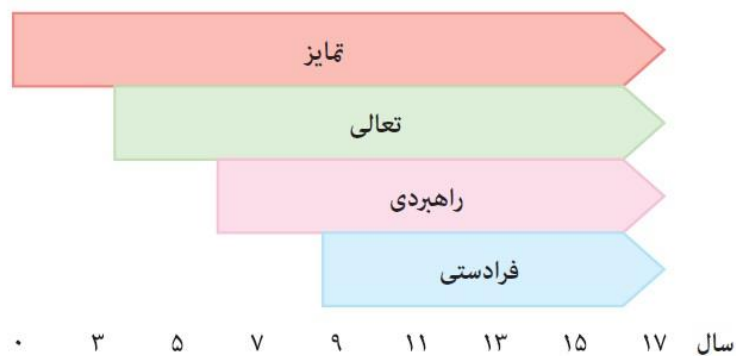 تمایز
تعالی
راهبردی
فرادستی
۰ ۳ ۵ ۷ ۹ ۱۱ ۱۳ ۱۵ ۱۷ سال